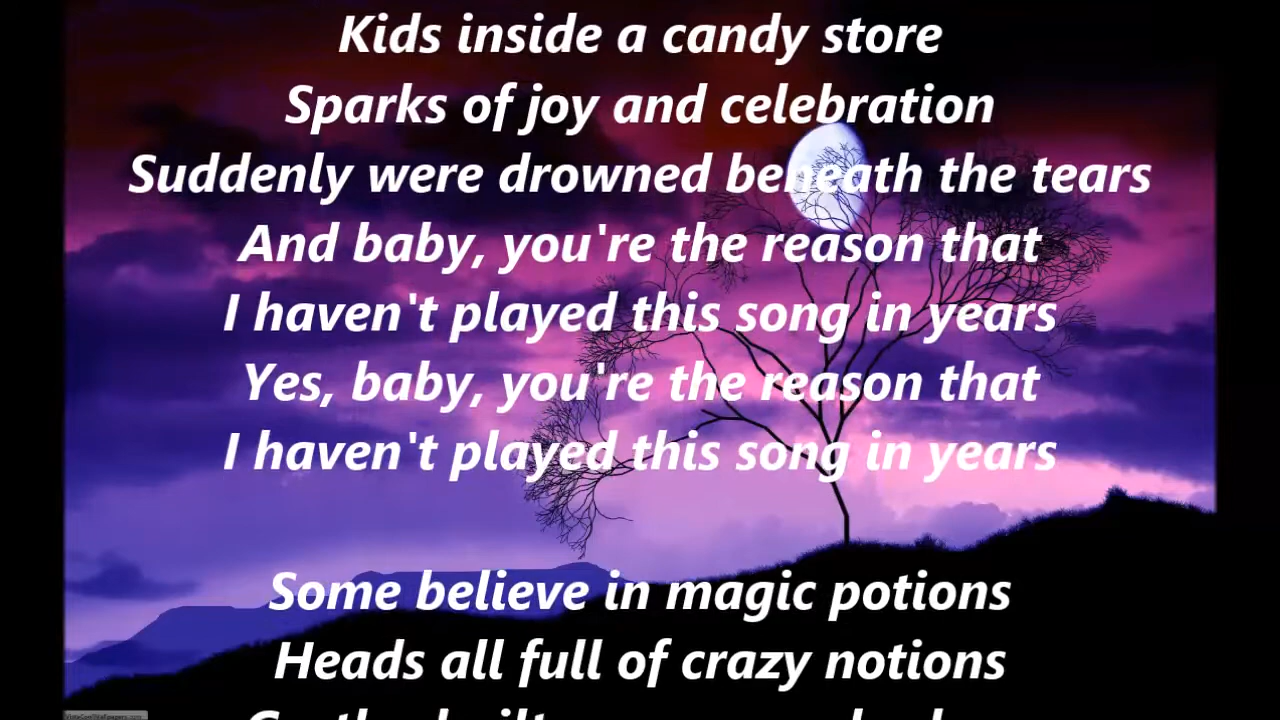 Kids inside a candy store
Sparks of joy and celebration
Suddenly were drowned beneath the tears
And baby, you're the reason that
I haven't played this song in years
Yes, baby, you're the reason that
I haven't played this song in years
Some believe in magic potions
Heads all full of crazy notions